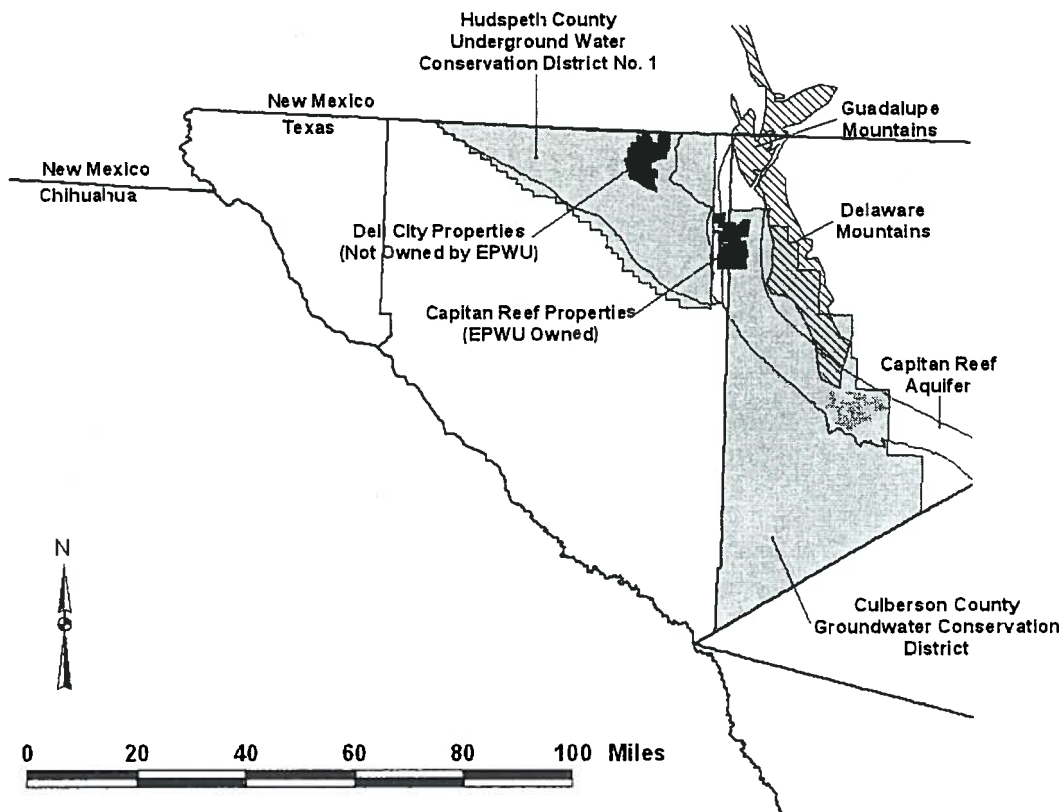 Hudspeth County
Underground Water
Conservation District No. 1
New Mexico
Texas
Guadalupe
Mountains
New Mexico
Chihuahua
Dell City Properties
(Not Owned by EPWU)
Delaware
Mountains
Capitan Reef Properties
(EPWU Owned)
Capitan Reef
Aquifer
N
Culberson County
Groundwater Conservation
District
0 20 40 60 80 100 Miles